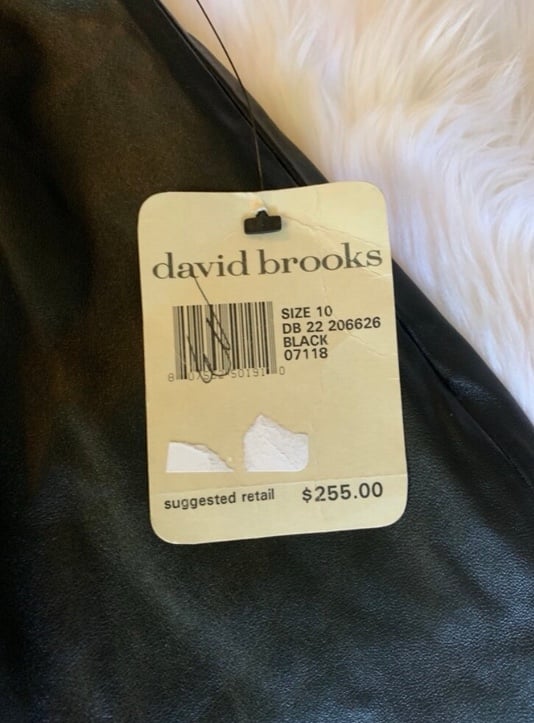 david brooks
SIZE 10
DB 22 206626
BLACK
07118
suggested retail $255.00